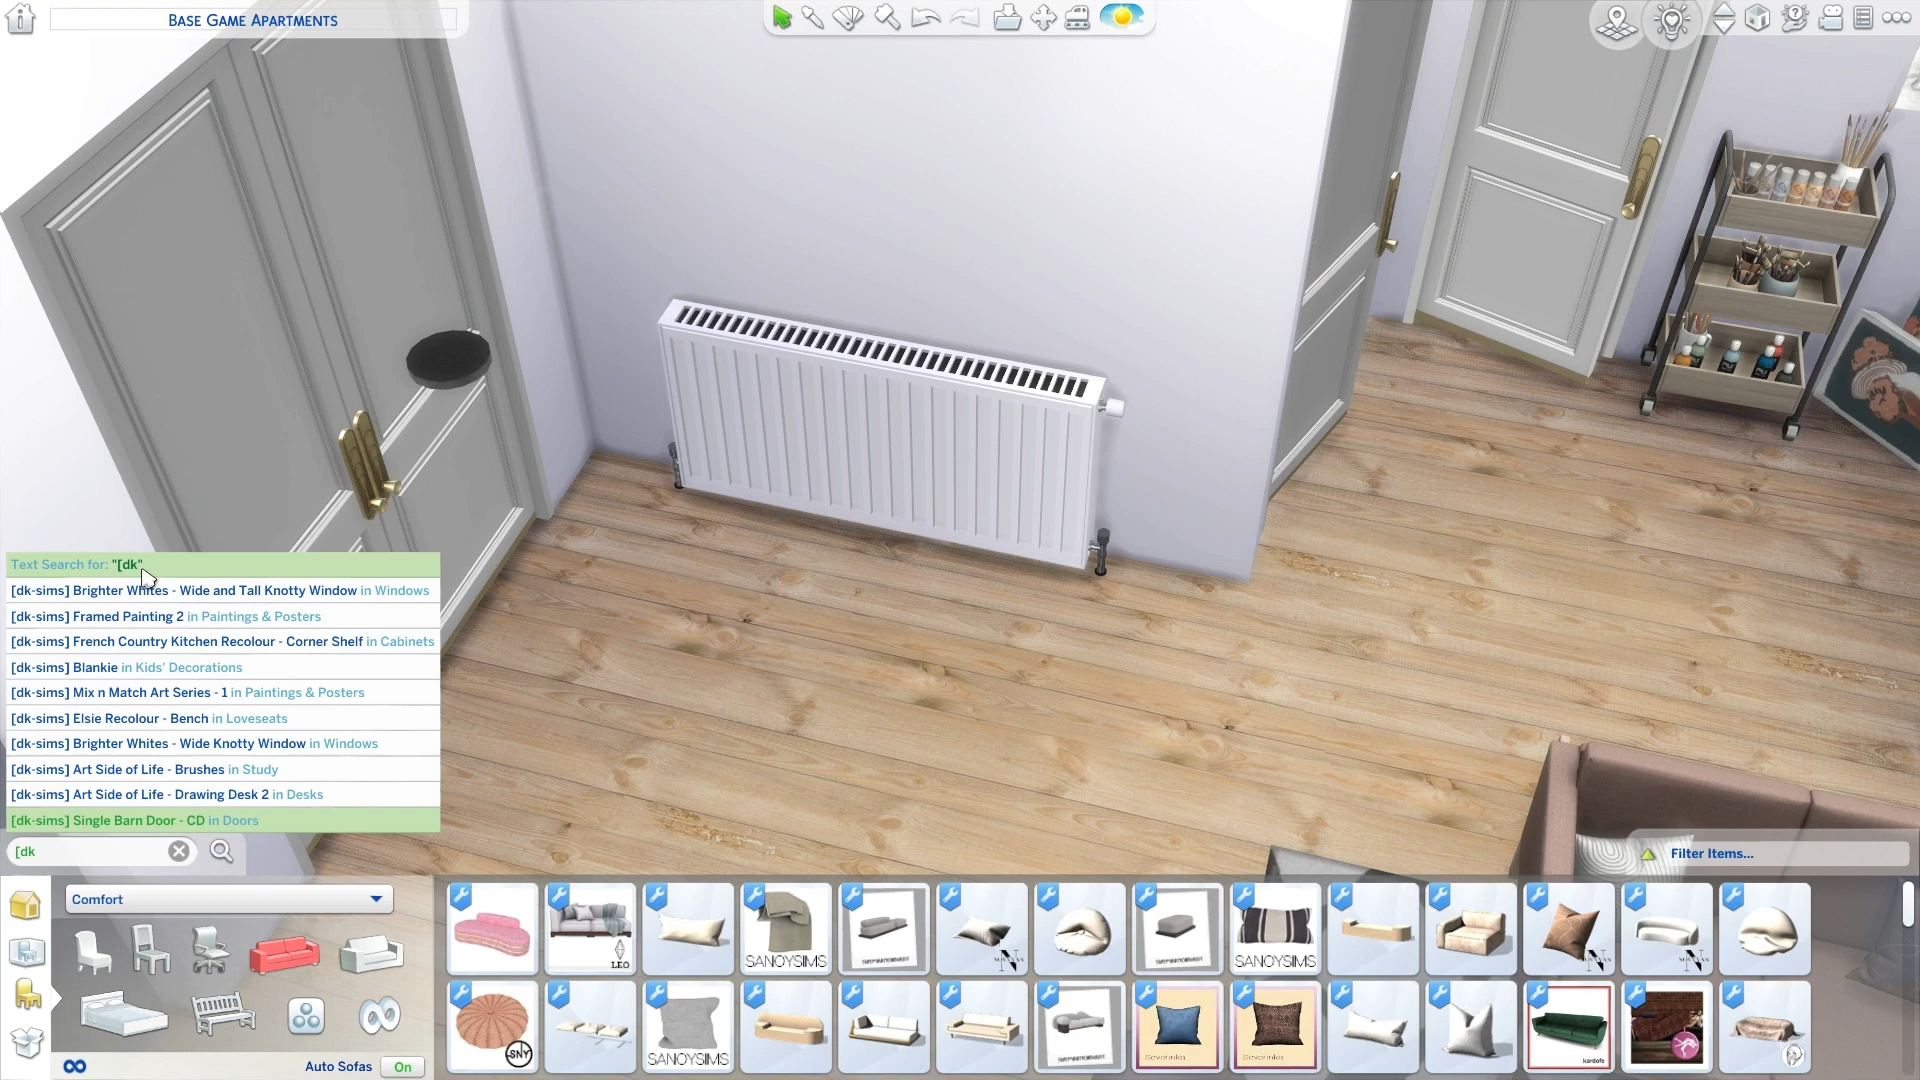 BASE GAME APARTMENTS
Text Search for: "[dk"
[dk-sims] Brighter Whites - Wide and Tall Knotty Window in Windows
[dk-sims] Framed Painting 2 in Paintings & Posters
[dk-sims] French Country Kitchen Recolour - Corner Shelf in Cabinets
[dk-sims] Blankie in Kids' Decorations
[dk-sims] Mix n Match Art Series - 1 in Paintings & Posters
[dk-sims] Elsie Recolour - Bench in Loveseats
[dk-sims] Brighter Whites - Wide Knotty Window in Windows
[dk-sims] Art Side of Life - Brushes in Study
[dk-sims] Art Side of Life - Drawing Desk 2 in Desks
[dk-sims] Single Barn Door - CD in Doors
[dk
Filter Items...
Comfort
LEO
SANOYSIMS
N
SANOYSIMS
N
N
SNY
SANOYSIMS
Severinka
Severinka
kardofe
Auto Sofas On